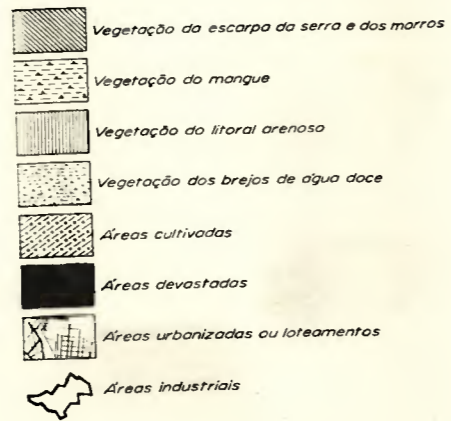 Vegetação da escarpa da serra e dos morros
Vegetação do mangue
Vegetação do litoral arenoso
Vegetação dos brejos de água doce
Áreas cultivadas
Áreas devastadas
Áreas urbanizadas ou loteamentos
Áreas industriais